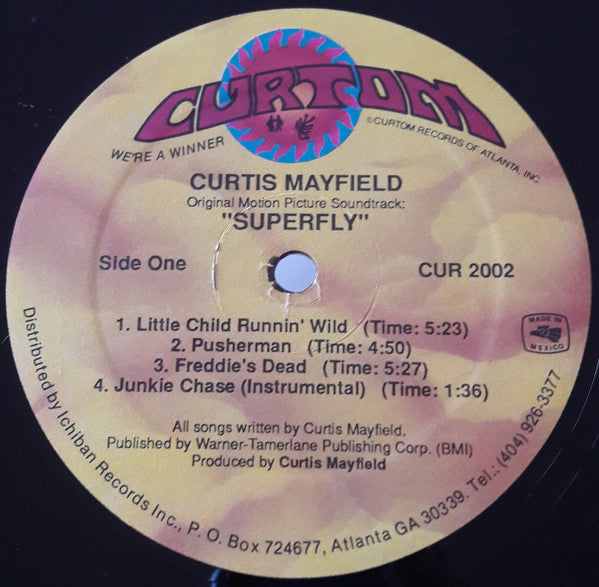 CURTOM
WE'RE A WINNER
©CURTOM RECORDS OF ATLANTA, INC.
CURTIS MAYFIELD
Original Motion Picture Soundtrack:
"SUPERFLY"
Side One
CUR 2002
MADE IN
MEXICO
1. Little Child Runnin' Wild (Time: 5:23)
2. Pusherman (Time: 4:50)
3. Freddie's Dead (Time: 5:27)
4. Junkie Chase (Instrumental) (Time: 1:36)
All songs written by Curtis Mayfield.
Published by Warner-Tamerlane Publishing Corp. (BMI)
Produced by Curtis Mayfield
Distributed by Ichiban Records Inc., P. O. Box 724677, Atlanta GA 30339. Tel.: (404) 926-3377